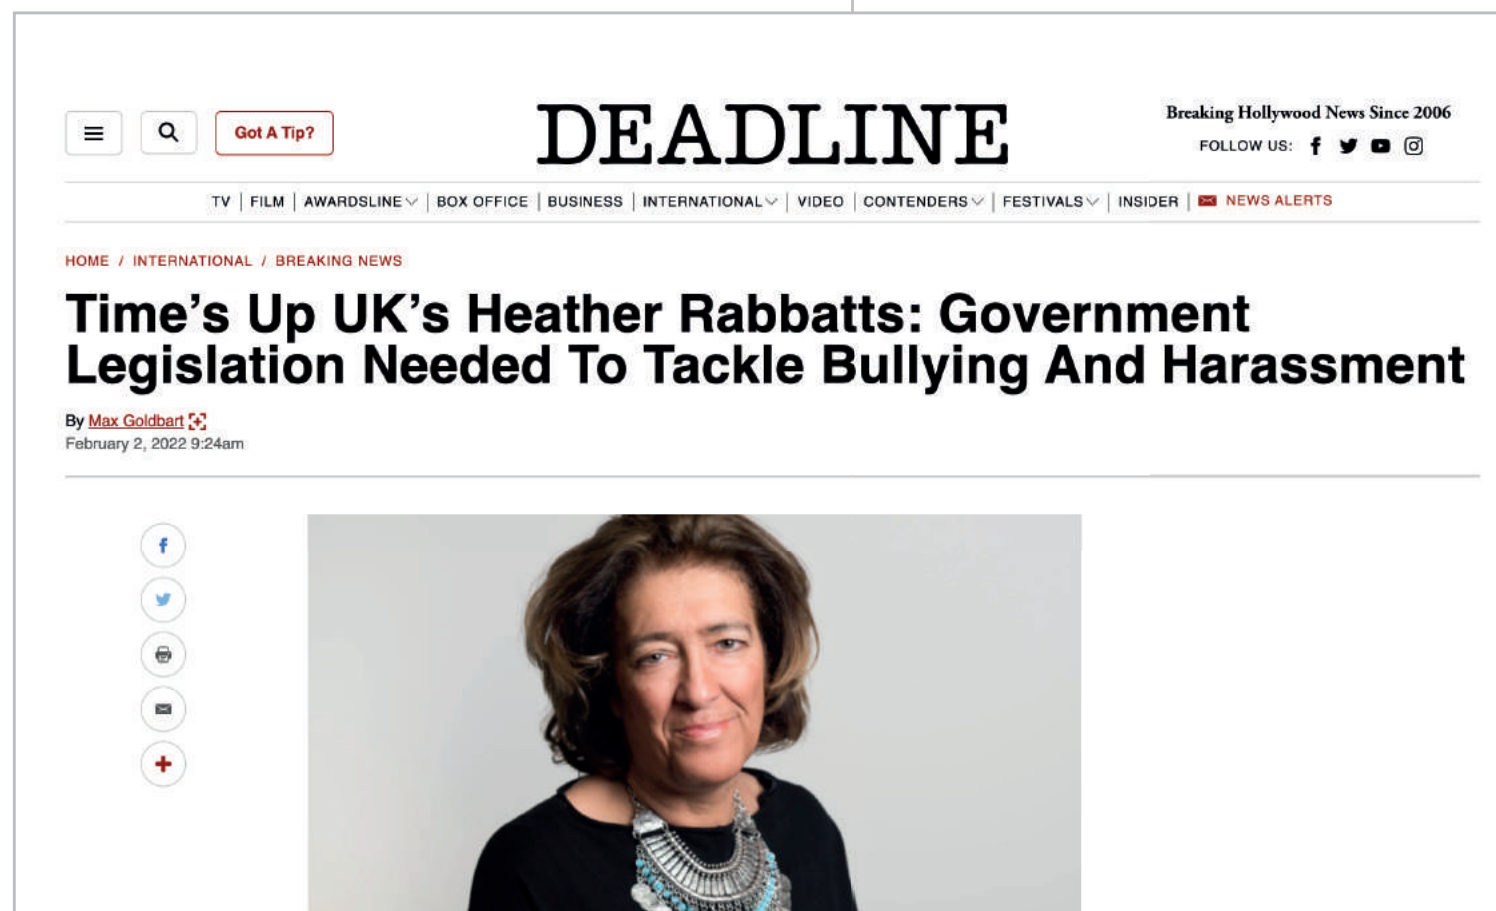 Got A Tip?
DEADLINE
Breaking Hollywood News Since 2006
FOLLOW US:
TV | FILM | AWARDSLINE | BOX OFFICE | BUSINESS | INTERNATIONAL | VIDEO | CONTENDERS | FESTIVALS | INSIDER | NEWS ALERTS
HOME / INTERNATIONAL / BREAKING NEWS
Time’s Up UK’s Heather Rabbatts: Government
Legislation Needed To Tackle Bullying And Harassment
By Max Goldbart [+]
February 2, 2022 9:24am